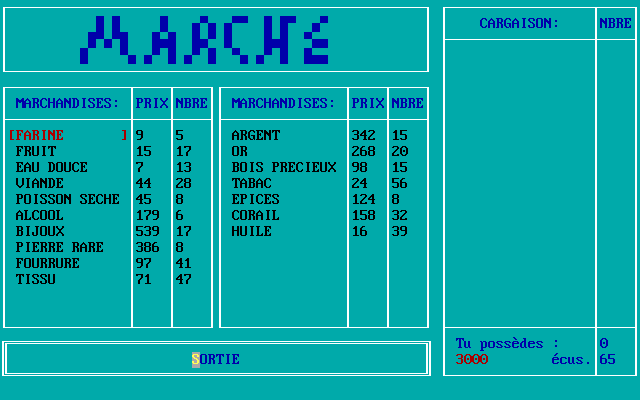 MARCHE
MARCHANDISES: PRIX NBRE
[FARINE ] 9 5
FRUIT 15 17
EAU DOUCE 7 13
VIANDE 44 28
POISSON SECHE 45 8
ALCOOL 179 6
BIJOUX 539 17
PIERRE RARE 386 8
FOURRURE 97 41
TISSU 71 47
MARCHANDISES: PRIX NBRE
ARGENT 342 15
OR 268 20
BOIS PRECIEUX 98 15
TABAC 24 56
EPICES 124 8
CORAIL 158 32
HUILE 16 39
SORTIE
CARGAISON: NBRE
Tu possèdes : 0
3000 écus. 65